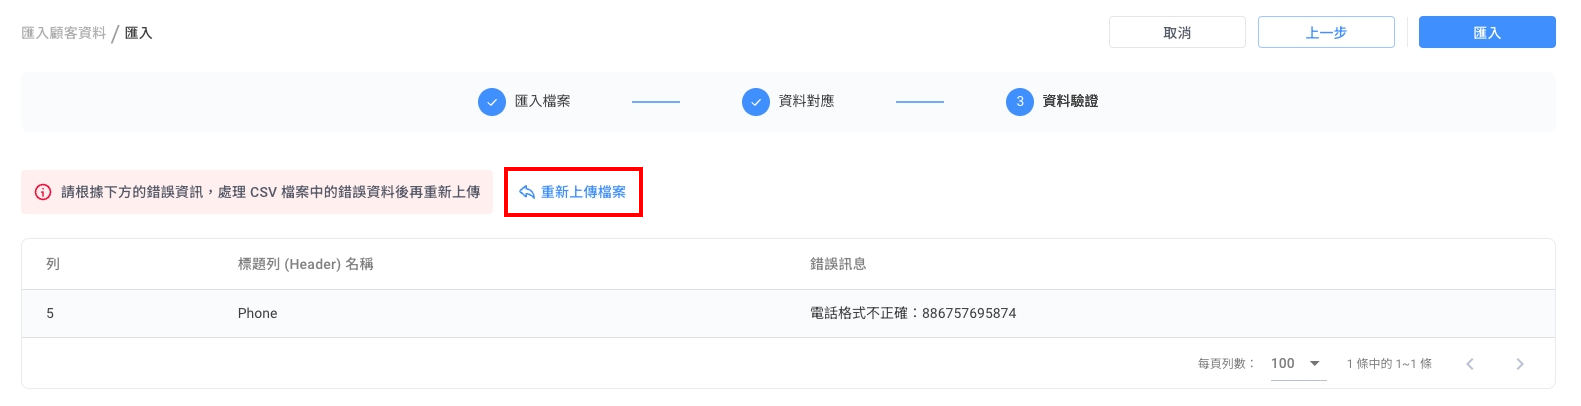 匯入顧客資料 / 匯入
取消
上一步
匯入
匯入檔案
資料對應
3 資料驗證
請根據下方的錯誤資訊，處理 CSV 檔案中的錯誤資料後再重新上傳
重新上傳檔案
列 標題列 (Header) 名稱 錯誤訊息
5 Phone 電話格式不正確：886757695874
每頁列數： 100 1 條中的 1~1 條